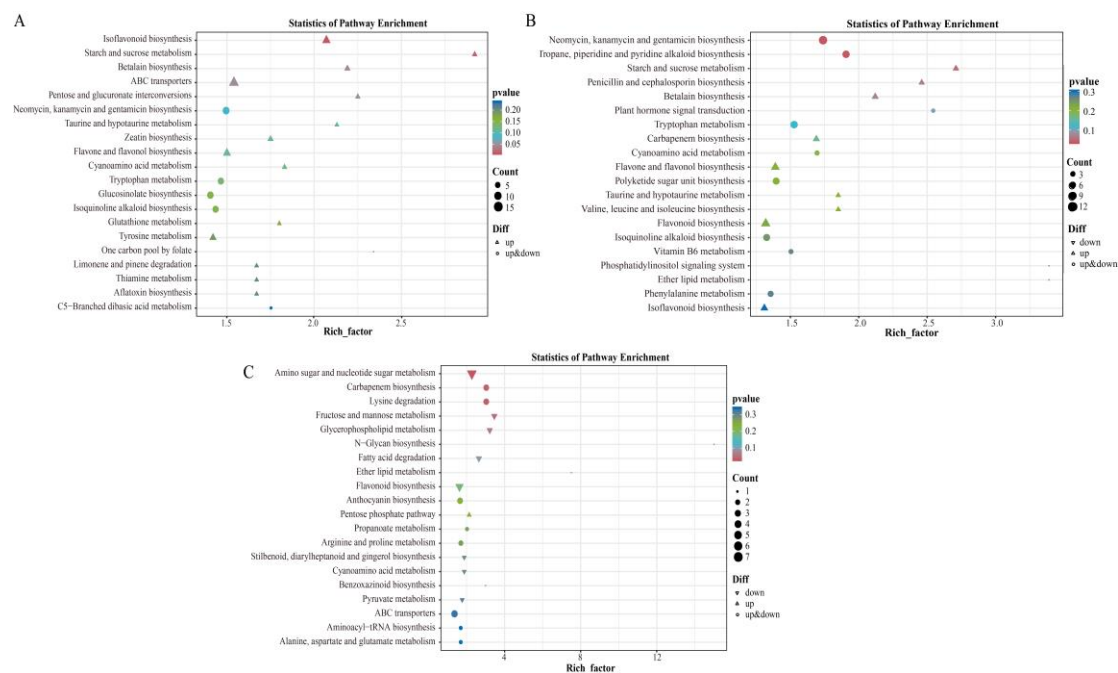 A
Statistics of Pathway Enrichment
Isoflavonoid biosynthesis
Starch and sucrose metabolism
Betalain biosynthesis
ABC transporters
Pentose and glucuronate interconversions
Neomycin, kanamycin and gentamicin biosynthesis
Taurine and hypotaurine metabolism
Zeatin biosynthesis
Flavone and flavonol biosynthesis
Cyanoamino acid metabolism
Tryptophan metabolism
Glucosinolate biosynthesis
Isoquinoline alkaloid biosynthesis
Glutathione metabolism
Tyrosine metabolism
One carbon pool by folate
Limonene and pinene degradation
Thiamine metabolism
Aflatoxin biosynthesis
C5−Branched dibasic acid metabolism
1.5 2.0 2.5
Rich_factor
pvalue
0.20
0.15
0.10
0.05
Count
5
10
15
Diff
up
up&down
B
Statistics of Pathway Enrichment
Neomycin, kanamycin and gentamicin biosynthesis
Tropane, piperidine and pyridine alkaloid biosynthesis
Starch and sucrose metabolism
Penicillin and cephalosporin biosynthesis
Betalain biosynthesis
Plant hormone signal transduction
Tryptophan metabolism
Carbapenem biosynthesis
Cyanoamino acid metabolism
Flavone and flavonol biosynthesis
Polyketide sugar unit biosynthesis
Taurine and hypotaurine metabolism
Valine, leucine and isoleucine biosynthesis
Flavonoid biosynthesis
Isoquinoline alkaloid biosynthesis
Vitamin B6 metabolism
Phosphatidylinositol signaling system
Ether lipid metabolism
Phenylalanine metabolism
Isoflavonoid biosynthesis
1.5 2.0 2.5 3.0
Rich_factor
pvalue
0.3
0.2
0.1
Count
3
6
9
12
Diff
down
up
up&down
C
Statistics of Pathway Enrichment
Amino sugar and nucleotide sugar metabolism
Carbapenem biosynthesis
Lysine degradation
Fructose and mannose metabolism
Glycerophospholipid metabolism
N−Glycan biosynthesis
Fatty acid degradation
Ether lipid metabolism
Flavonoid biosynthesis
Anthocyanin biosynthesis
Pentose phosphate pathway
Propanoate metabolism
Arginine and proline metabolism
Stilbenoid, diarylheptanoid and gingerol biosynthesis
Cyanoamino acid metabolism
Benzoxazinoid biosynthesis
Pyruvate metabolism
ABC transporters
Aminoacyl−tRNA biosynthesis
Alanine, aspartate and glutamate metabolism
4 8 12
Rich_factor
pvalue
0.3
0.2
0.1
Count
1
2
3
4
5
6
7
Diff
down
up
up&down